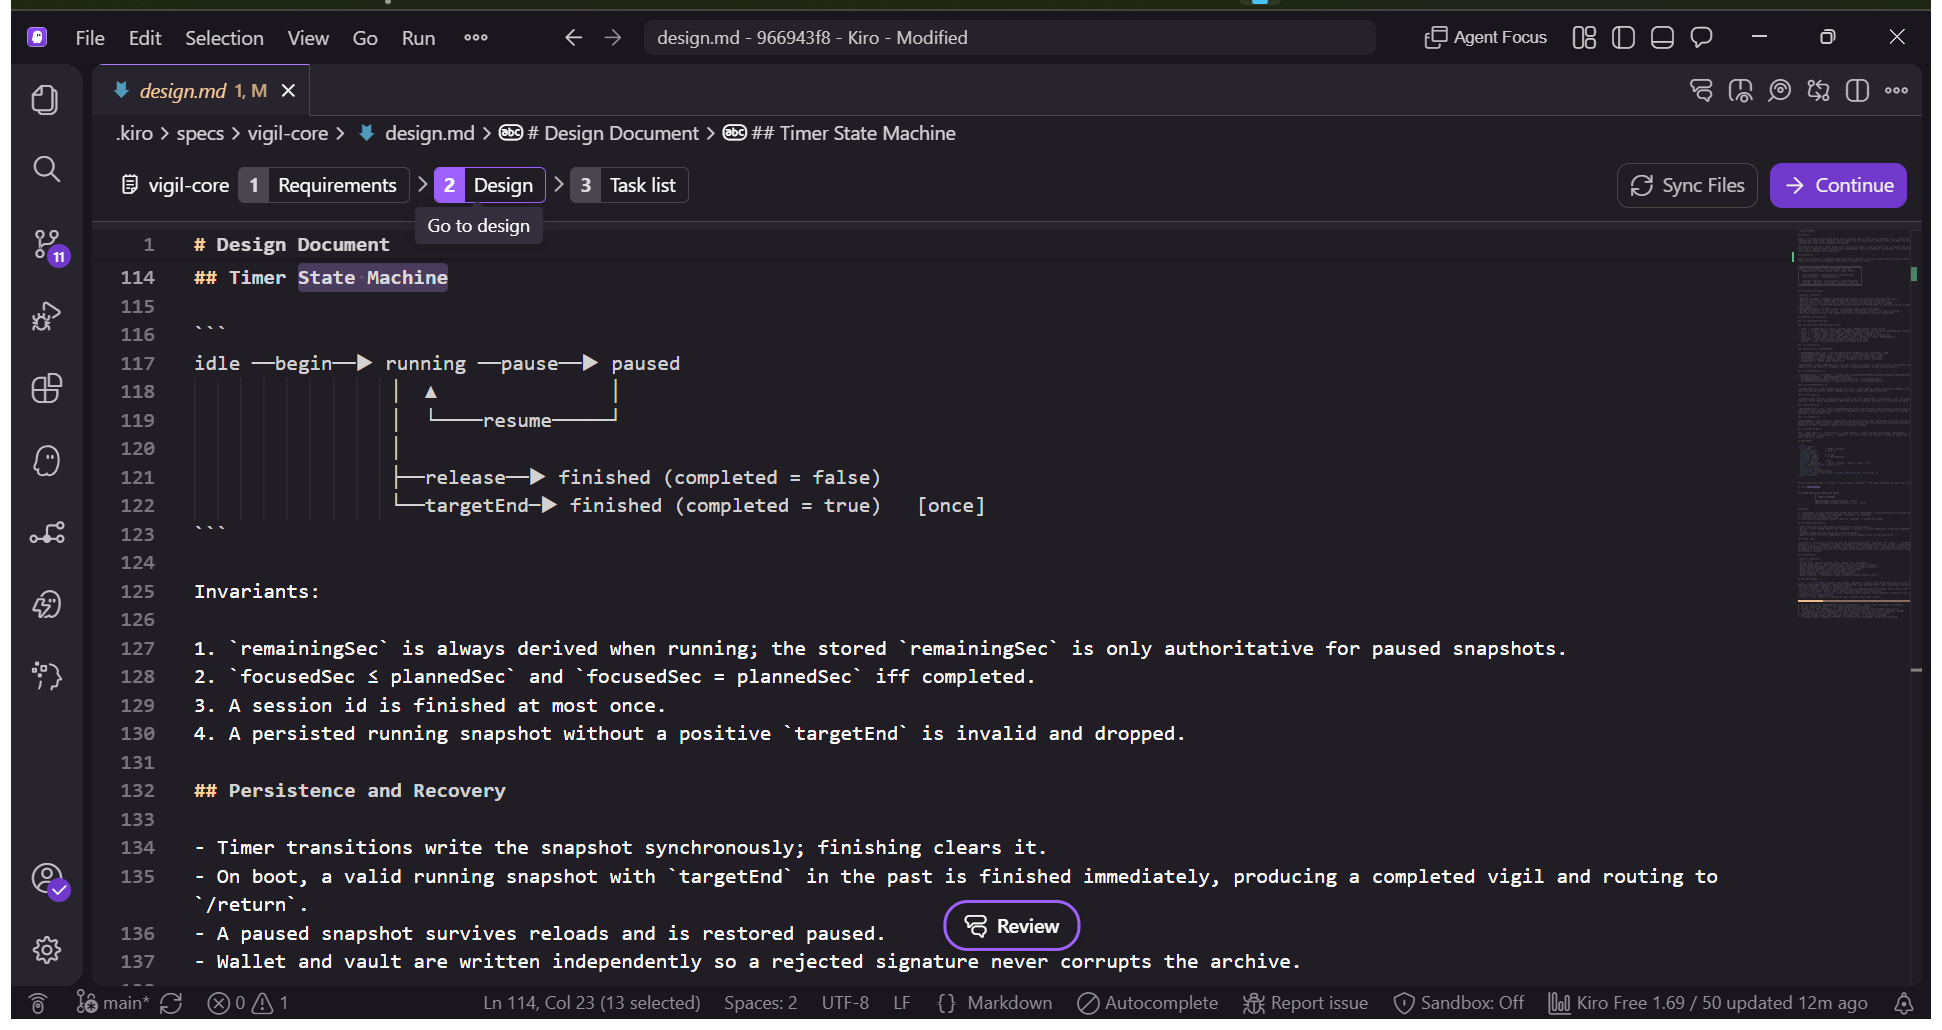 File Edit Selection View Go Run design.md - 966943f8 - Kiro - Modified Agent Focus
design.md 1, M
.kiro > specs > vigil-core > design.md > # Design Document > ## Timer State Machine
vigil-core 1 Requirements > 2 Design > 3 Task list Sync Files Continue
Go to design
1 # Design Document
114 ## Timer State Machine
115
116 ```
117 idle ──begin──▶ running ──pause──▶ paused
118 │ ▲ │
119 │ └────resume─────┘
120 │
121 ├──release──▶ finished (completed = false)
122 └──targetEnd─▶ finished (completed = true) [once]
123 ```
124
125 Invariants:
126
127 1. `remainingSec` is always derived when running; the stored `remainingSec` is only authoritative for paused snapshots.
128 2. `focusedSec ≤ plannedSec` and `focusedSec = plannedSec` iff completed.
129 3. A session id is finished at most once.
130 4. A persisted running snapshot without a positive `targetEnd` is invalid and dropped.
131
132 ## Persistence and Recovery
133
134 - Timer transitions write the snapshot synchronously; finishing clears it.
135 - On boot, a valid running snapshot with `targetEnd` in the past is finished immediately, producing a completed vigil and routing to
`/return`.
136 - A paused snapshot survives reloads and is restored paused.
137 - Wallet and vault are written independently so a rejected signature never corrupts the archive.
Review
11
main* 0 1 Ln 114, Col 23 (13 selected) Spaces: 2 UTF-8 LF {} Markdown Autocomplete Report issue Sandbox: Off Kiro Free 1.69 / 50 updated 12m ago